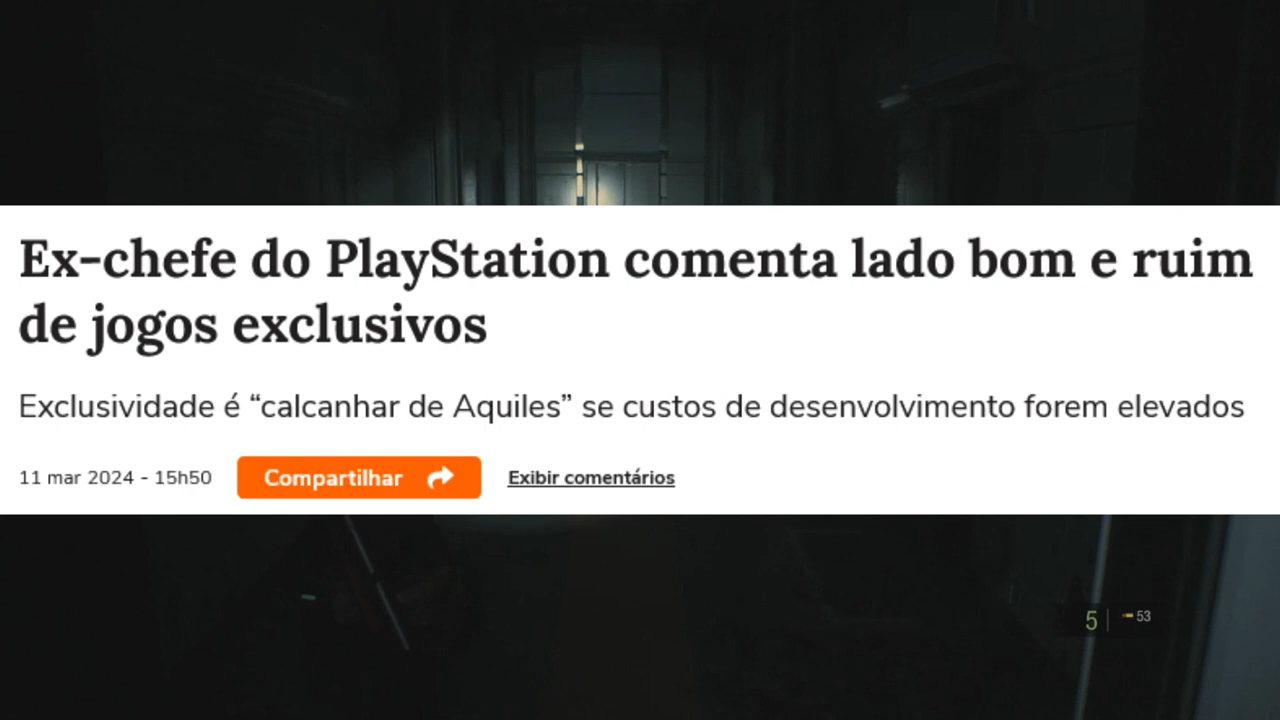 Ex-chefe do PlayStation comenta lado bom e ruim
de jogos exclusivos
Exclusividade é “calcanhar de Aquiles” se custos de desenvolvimento forem elevados
11 mar 2024 - 15h50 Compartilhar Exibir comentários
5 53